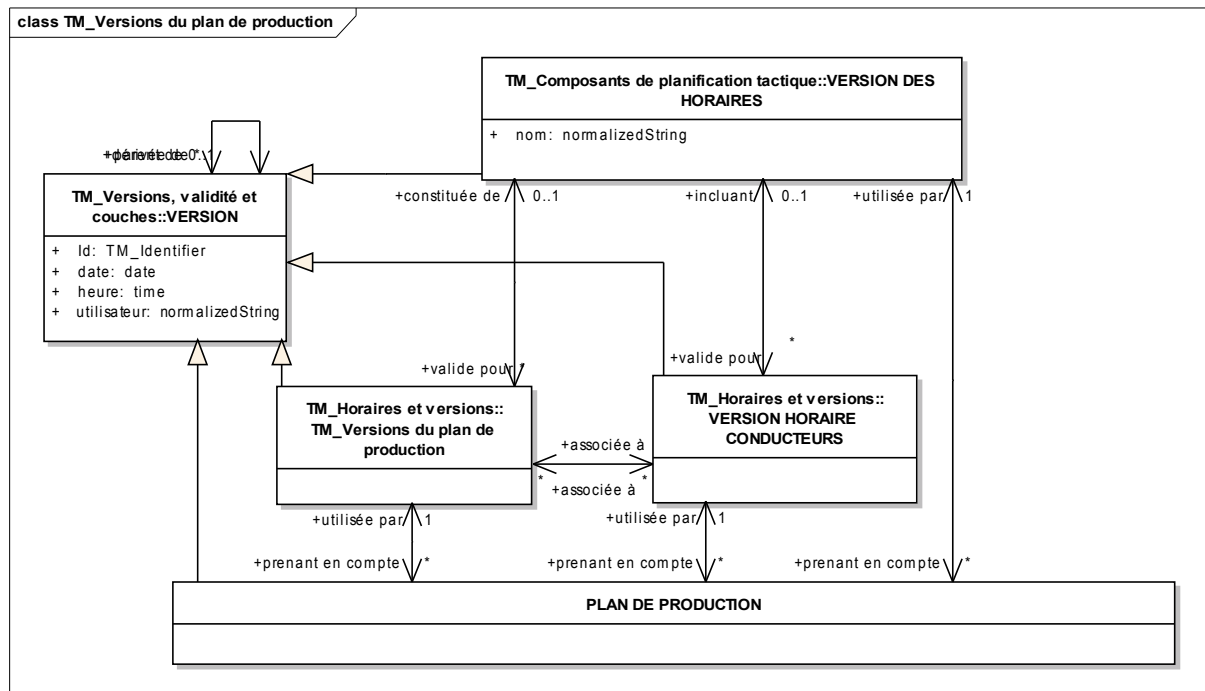 class TM_Versions du plan de production
TM_Composants de planification tactique::VERSION DES
HORAIRES
+ nom: normalizedString
TM_Versions, validité et
couches::VERSION
+ Id: TM_Identifier
+ date: date
+ heure: time
+ utilisateur: normalizedString
+constituée de 0..1
+incluant 0..1
+utilisée par 1
+valide pour *
+valide pour *
TM_Horaires et versions::
TM_Versions du plan de
production
TM_Horaires et versions::
VERSION HORAIRE
CONDUCTEURS
+associée à
* +associée à *
+utilisée par 1
+utilisée par 1
+prenant en compte *
+prenant en compte *
+prenant en compte *
PLAN DE PRODUCTION